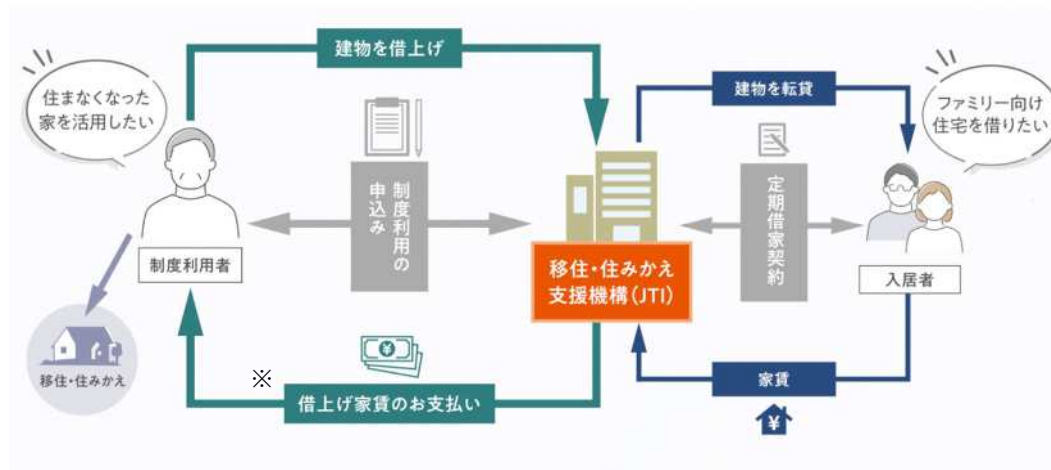 建物を借上げ
住まなくなった
家を活用したい
制度利用の
申込み
制度利用者
移住・住みかえ
建物を転貸
ファミリー向け
住宅を借りたい
定期借家契約
移住・住みかえ
支援機構(JTI)
入居者
※
¥
借上げ家賃のお支払い
家賃
¥